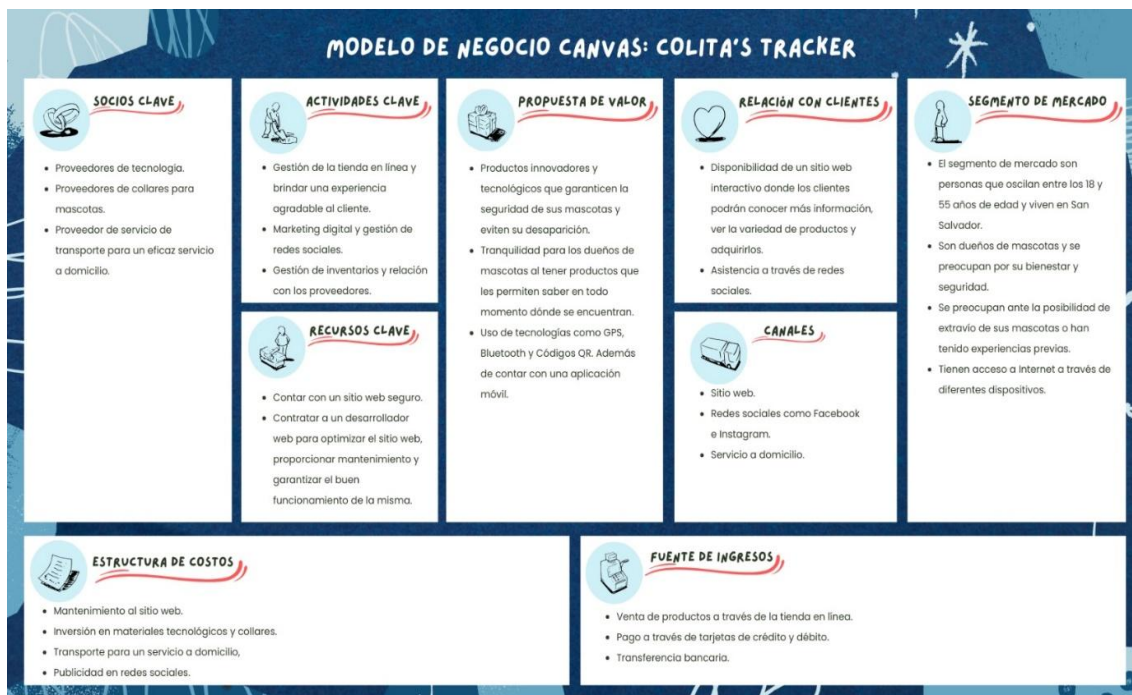 MODELO DE NEGOCIO CANVAS: COLITA'S TRACKER
SOCIOS CLAVE
• Proveedores de tecnología.
• Proveedores de collares para
mascotas.
• Proveedor de servicio de
transporte para un eficaz servicio
a domicilio.
ACTIVIDADES CLAVE
• Gestión de la tienda en línea y
brindar una experiencia
agradable al cliente.
• Marketing digital y gestión de
redes sociales.
• Gestión de inventarios y relación
con los proveedores.
RECURSOS CLAVE
• Contar con un sitio web seguro.
• Contratar a un desarrollador
web para optimizar el sitio web,
proporcionar mantenimiento y
garantizar el buen
funcionamiento de la misma.
PROPUESTA DE VALOR
• Productos innovadores y
tecnológicos que garanticen la
seguridad de sus mascotas y
eviten su desaparición.
• Tranquilidad para los dueños de
mascotas al tener productos que
les permiten saber en todo
momento dónde se encuentran.
• Uso de tecnologías como GPS,
Bluetooth y Códigos QR. Además
de contar con una aplicación
móvil.
RELACIÓN CON CLIENTES
• Disponibilidad de un sitio web
interactivo donde los clientes
podrán conocer más información,
ver la variedad de productos y
adquirirlos.
• Asistencia a través de redes
sociales.
CANALES
• Sitio web.
• Redes sociales como Facebook
e Instagram.
• Servicio a domicilio.
SEGMENTO DE MERCADO
• El segmento de mercado son
personas que oscilan entre los 18 y
55 años de edad y viven en San
Salvador.
• Son dueños de mascotas y se
preocupan por su bienestar y
seguridad.
• Se preocupan ante la posibilidad de
extravío de sus mascotas o han
tenido experiencias previas.
• Tienen acceso a Internet a través de
diferentes dispositivos.
ESTRUCTURA DE COSTOS
• Mantenimiento al sitio web.
• Inversión en materiales tecnológicos y collares.
• Transporte para un servicio a domicilio,
• Publicidad en redes sociales.
FUENTE DE INGRESOS
• Venta de productos a través de la tienda en línea.
• Pago a través de tarjetas de crédito y débito.
• Transferencia bancaria.